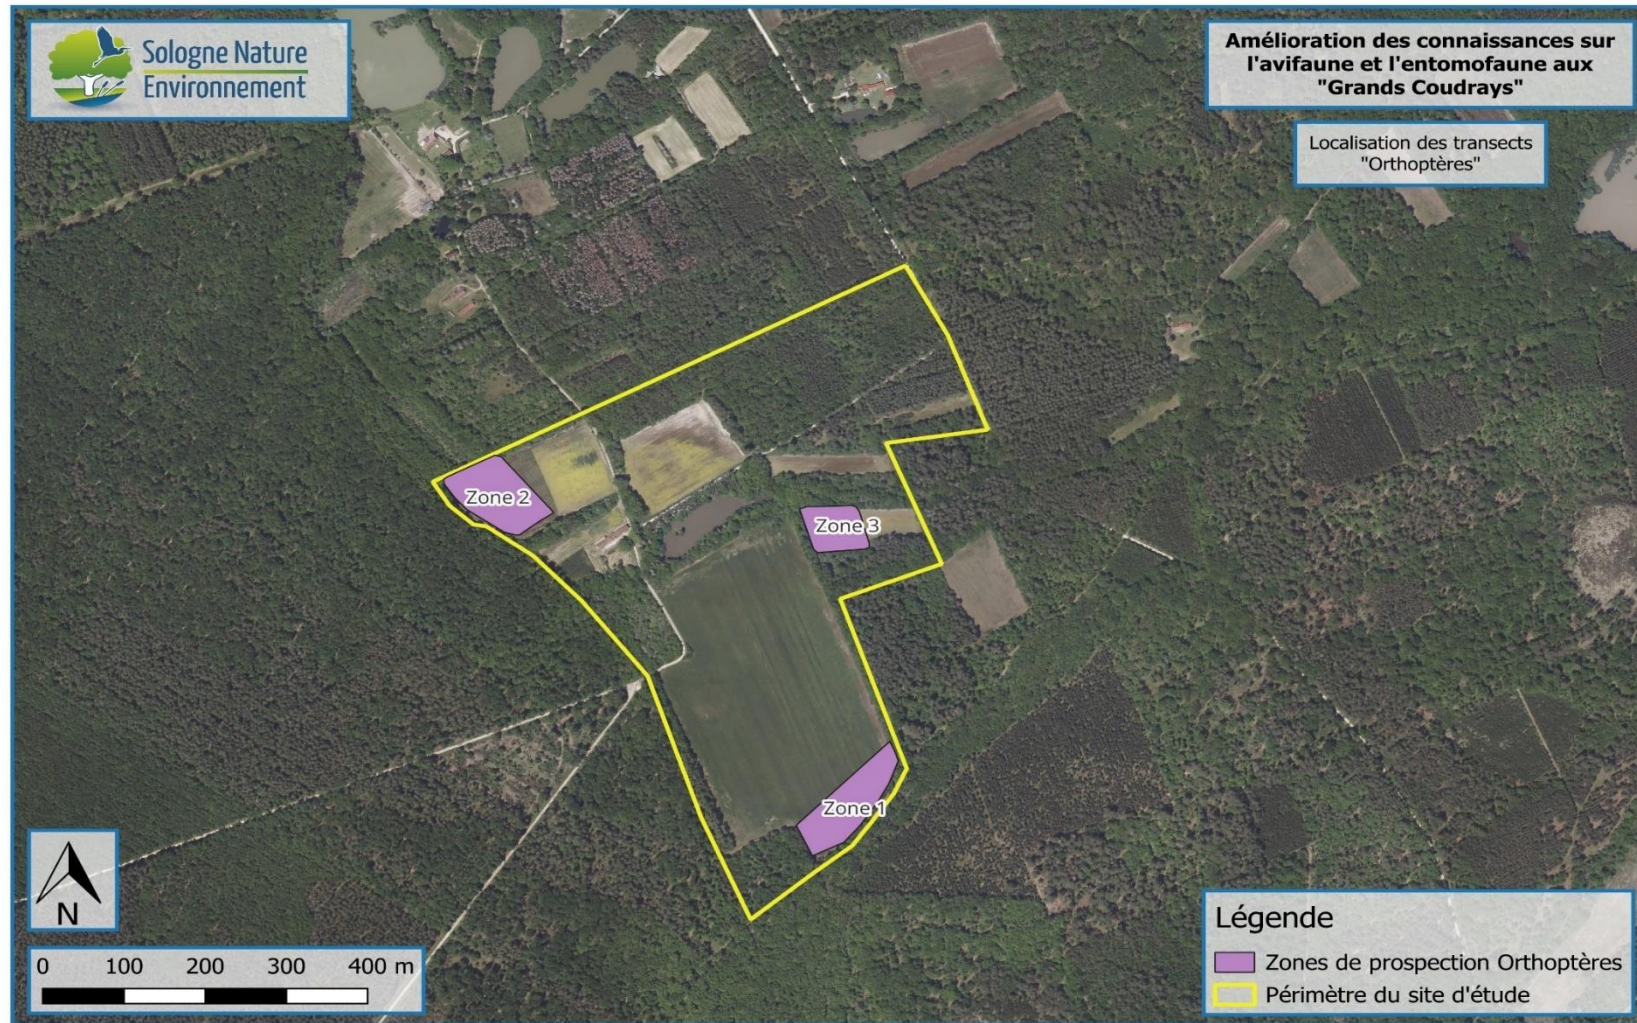 Sologne Nature
Environnement
Amélioration des connaissances sur
l'avifaune et l'entomofaune aux
"Grands Coudrays"
Localisation des transects
"Orthoptères"
Zone 2
Zone 3
Zone 1
N
0 100 200 300 400 m
Légende
Zones de prospection Orthoptères
Périmètre du site d'étude